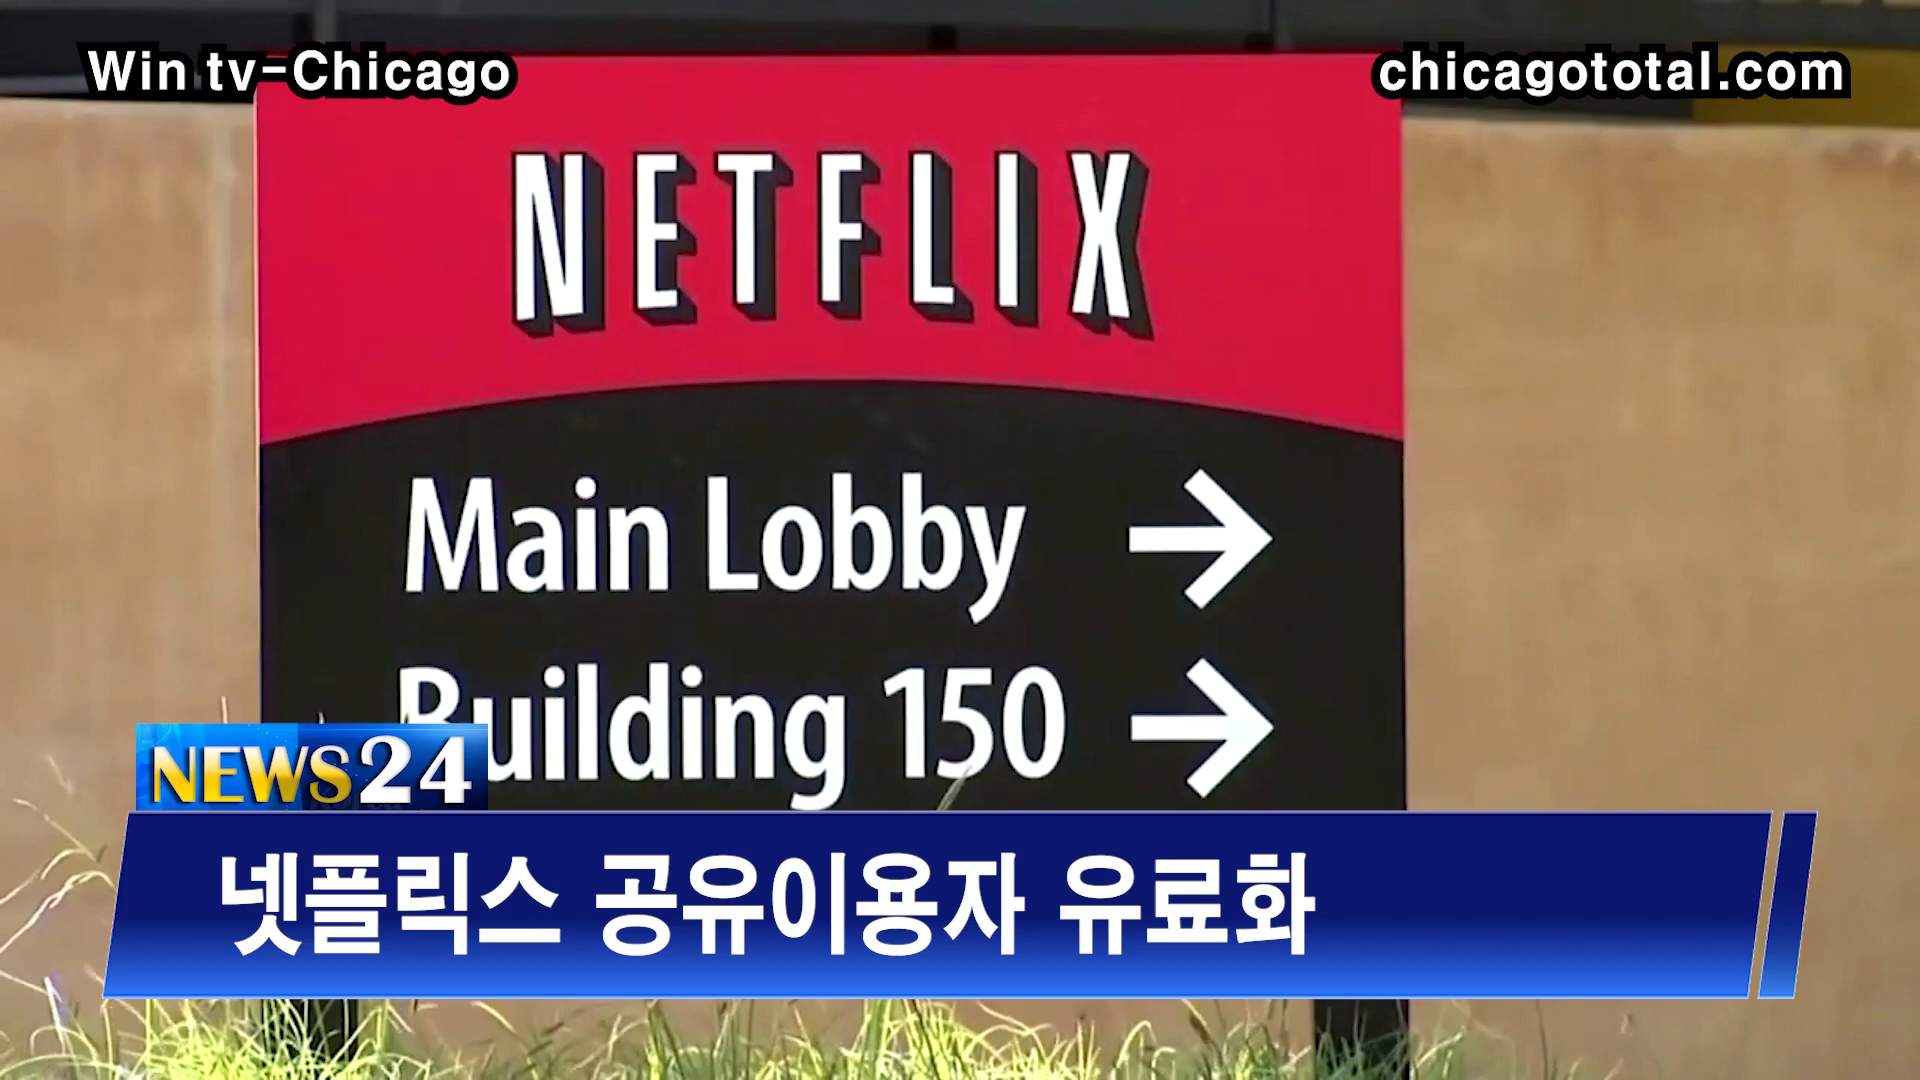 Win tv-Chicago
chicagototal.com
NETFLIX
Main Lobby →
Building 150 →
NEWS24
넷플릭스 공유이용자 유료화